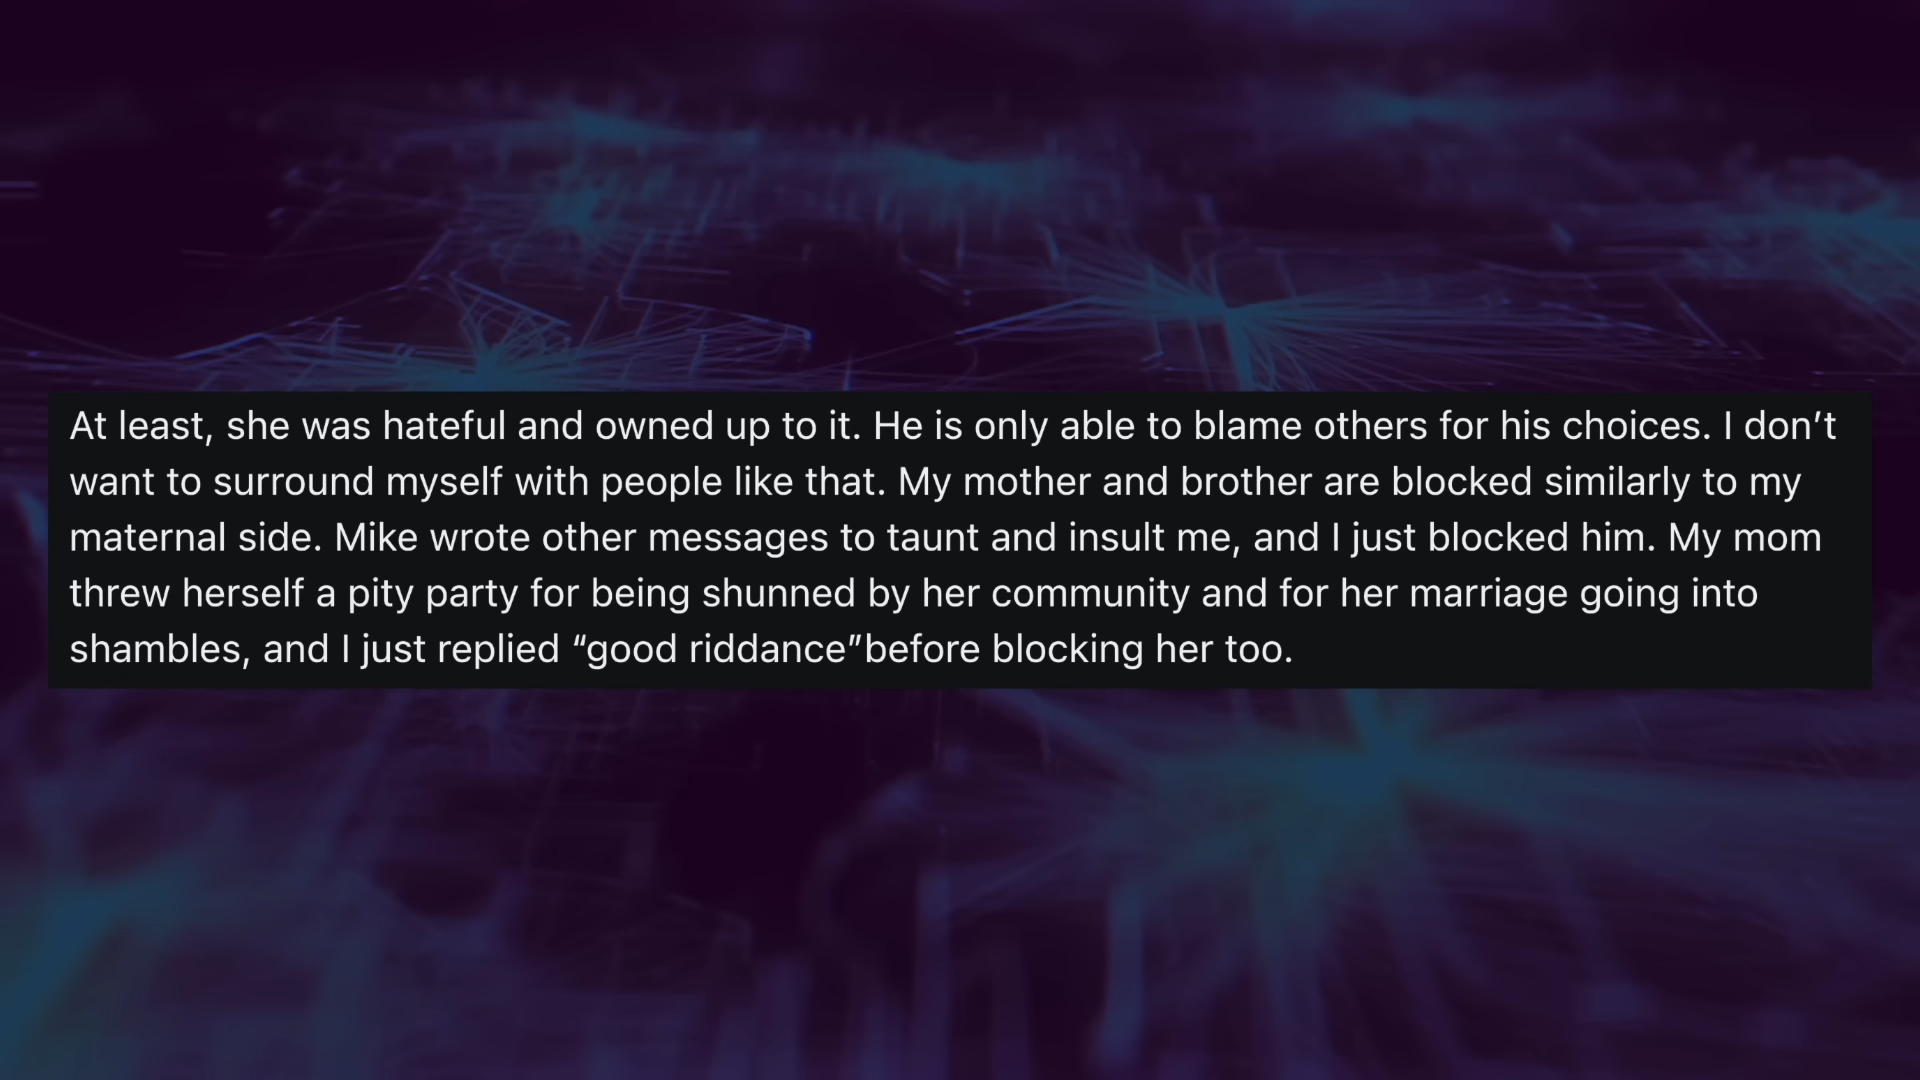 At least, she was hateful and owned up to it. He is only able to blame others for his choices. I don’t
want to surround myself with people like that. My mother and brother are blocked similarly to my
maternal side. Mike wrote other messages to taunt and insult me, and I just blocked him. My mom
threw herself a pity party for being shunned by her community and for her marriage going into
shambles, and I just replied “good riddance”before blocking her too.